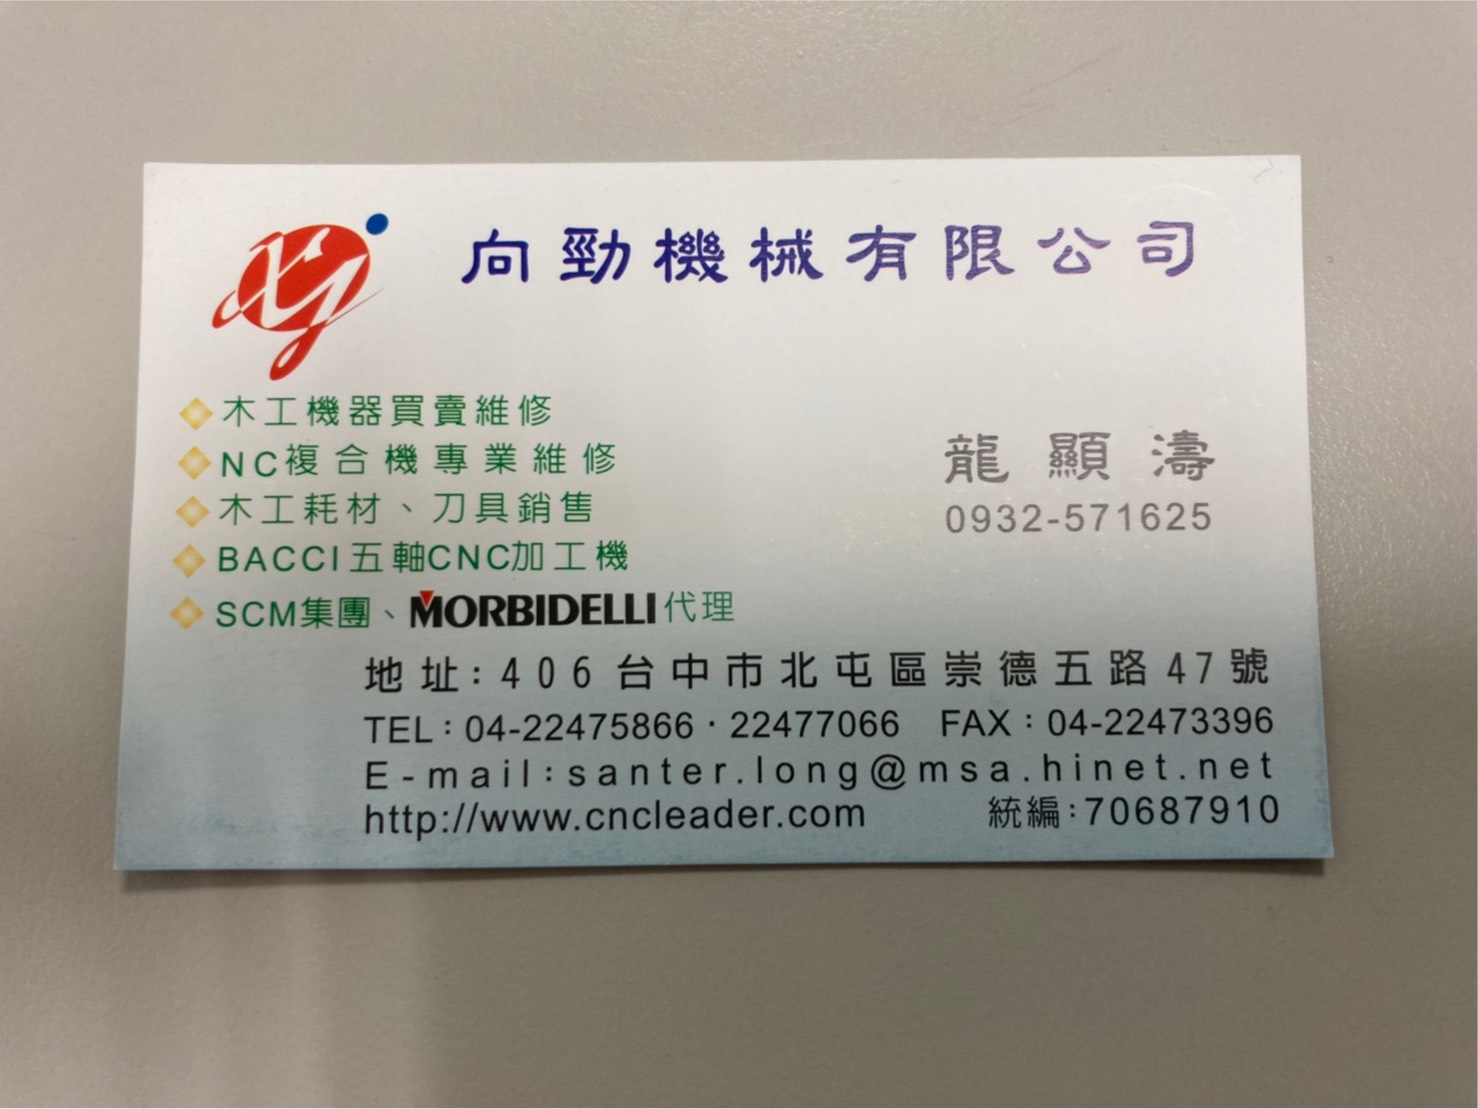 向勁機械有限公司
木工機器買賣維修
NC複合機專業維修
木工耗材、刀具銷售
BACCI五軸CNC加工機
SCM集團、MORBIDELLI代理
龍顯濤
0932-571625
地址:406台中市北屯區崇德五路47號
TEL:04-22475866·22477066 FAX:04-22473396
E-mail:santer.long@msa.hinet.net
http://www.cncleader.com 統編:70687910